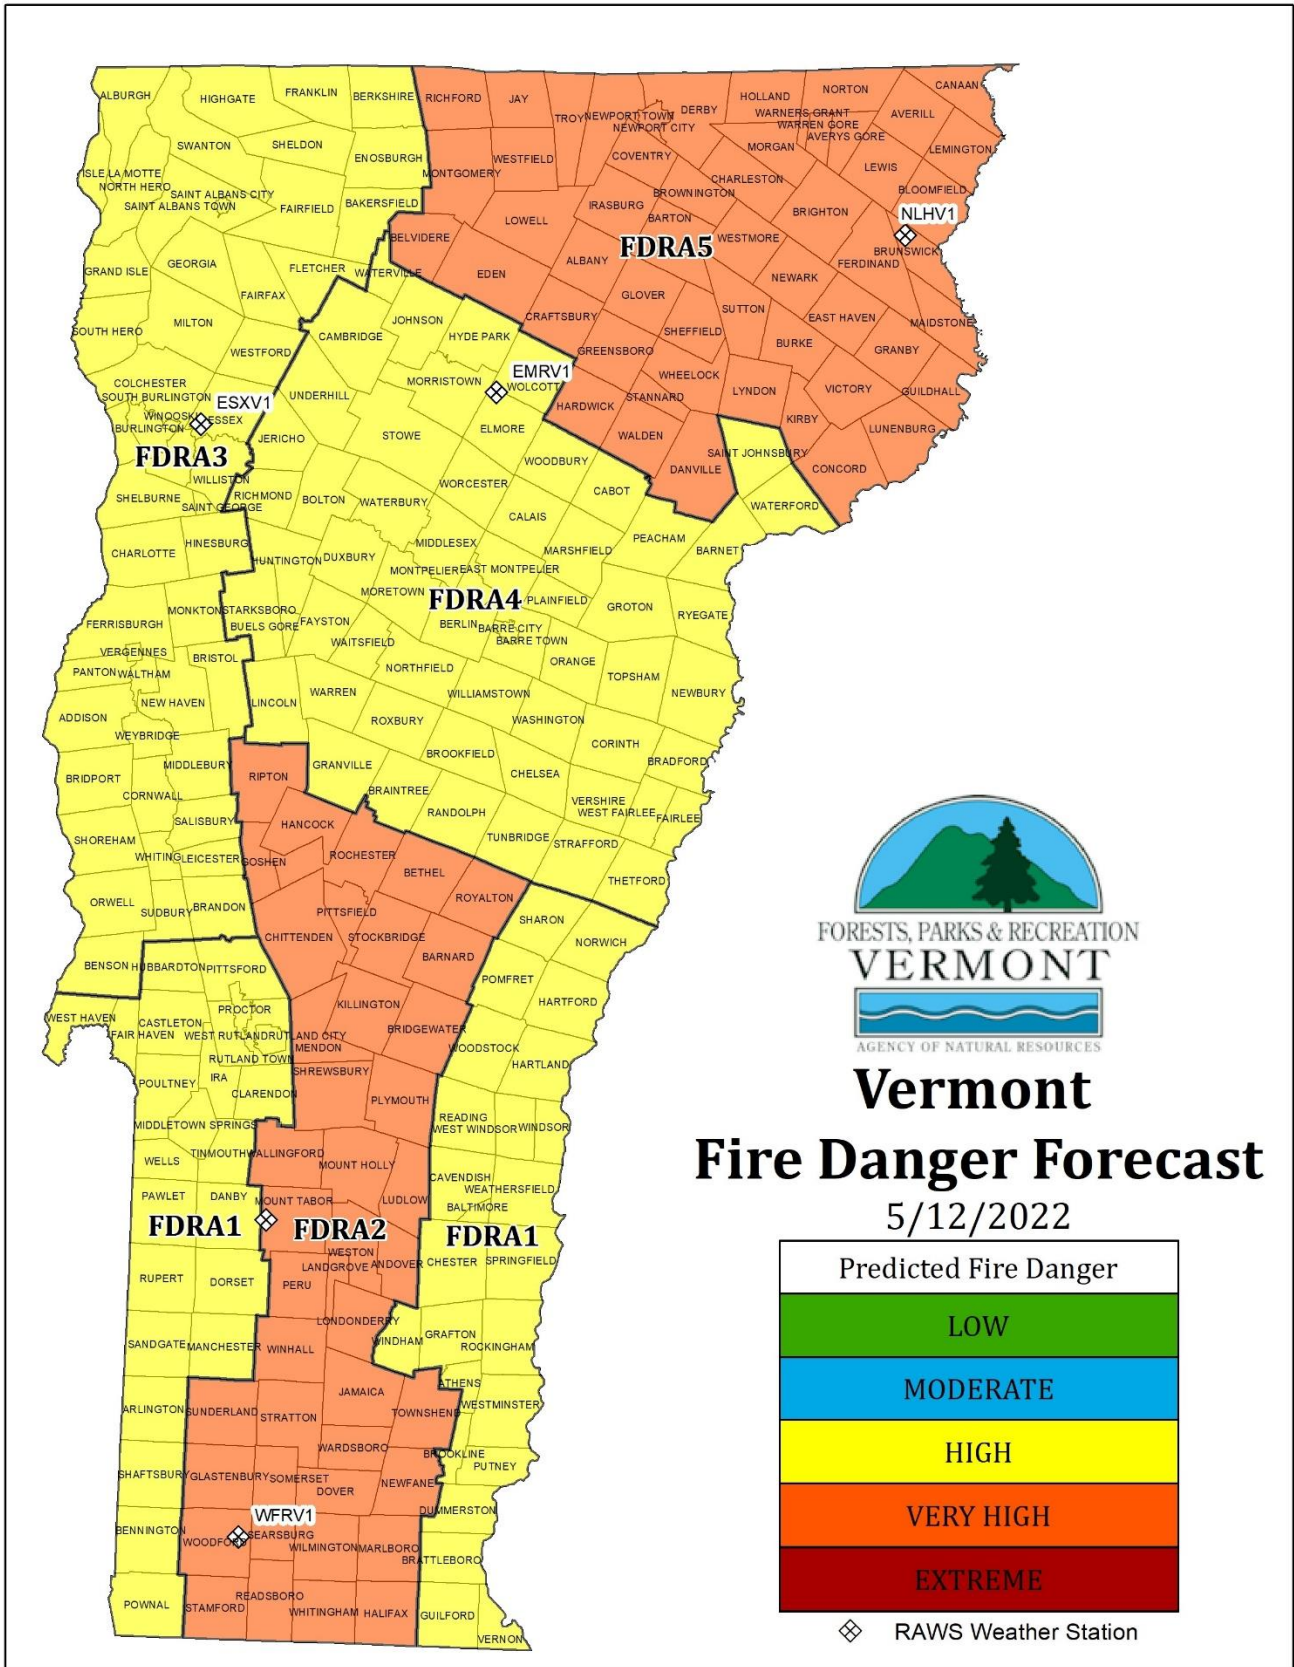 ALBURGH
HIGHGATE
FRANKLIN
BERKSHIRE
RICHFORD
JAY
TROY
NEWPORT TOWN
NEWPORT CITY
DERBY
HOLLAND
NORTON
CANAAN
WARNERS GRANT
WARREN GORE
AVERYS GORE
AVERILL
LEMINGTON
SWANTON
SHELDON
ENOSBURGH
MONTGOMERY
WESTFIELD
COVENTRY
MORGAN
LEWIS
BLOOMFIELD
ISLE LA MOTTE
NORTH HERO
SAINT ALBANS CITY
SAINT ALBANS TOWN
FAIRFIELD
BAKERSFIELD
CHARLESTON
BROWNINGTON
IRASBURG
BARTON
BRIGHTON
NLHV1
LOWELL
BELVIDERE
FDRA5
WESTMORE
BRUNSWICK
FERDINAND
GRAND ISLE
GEORGIA
FLETCHER
WATERVILLE
EDEN
ALBANY
NEWARK
FAIRFAX
GLOVER
SUTTON
EAST HAVEN
MAIDSTONE
SOUTH HERO
MILTON
CAMBRIDGE
JOHNSON
HYDE PARK
CRAFTSBURY
SHEFFIELD
BURKE
GRANBY
WESTFORD
GREENSBORO
COLCHESTER
SOUTH BURLINGTON
UNDERHILL
MORRISTOWN
EMRV1
WOLCOTT
WHEELOCK
STANNARD
LYNDON
VICTORY
GUILDHALL
ESXV1
WINOOSKI
ESSEX
BURLINGTON
HARDWICK
KIRBY
LUNENBURG
JERICHO
STOWE
ELMORE
WALDEN
FDRA3
WOODBURY
DANVILLE
SAINT JOHNSBURY
CONCORD
WILLISTON
SHELBURNE
SAINT GEORGE
RICHMOND
BOLTON
WATERBURY
WORCESTER
CABOT
WATERFORD
CALAIS
HINESBURG
CHARLOTTE
HUNTINGTON
DUXBURY
MIDDLESEX
MARSHFIELD
PEACHAM
BARNET
MONTPELIER
EAST MONTPELIER
MORETOWN
FDRA4
PLAINFIELD
GROTON
RYEGATE
MONKTON
STARKSBORO
BUELS GORE
FAYSTON
FERRISBURGH
BERLIN
BARRE CITY
BARRE TOWN
WAITSFIELD
VERGENNES
PANTON
WALTHAM
BRISTOL
NORTHFIELD
ORANGE
TOPSHAM
NEWBURY
NEW HAVEN
LINCOLN
WARREN
WILLIAMSTOWN
ADDISON
WEYBRIDGE
ROXBURY
WASHINGTON
CORINTH
BRADFORD
BRIDPORT
MIDDLEBURY
RIPTON
GRANVILLE
BROOKFIELD
CHELSEA
CORNWALL
BRAINTREE
VERSHIRE
WEST FAIRLEE
FAIRLEE
SALISBURY
HANCOCK
RANDOLPH
SHOREHAM
TUNBRIDGE
STRAFFORD
WHITING
LEICESTER
GOSHEN
ROCHESTER
BETHEL
THETFORD
ORWELL
SUDBURY
BRANDON
ROYALTON
PITTSFIELD
SHARON
CHITTENDEN
STOCKBRIDGE
NORWICH
BARNARD
BENSON
HUBBARDTON
PITTSFORD
POMFRET
HARTFORD
WEST HAVEN
CASTLETON
PROCTOR
KILLINGTON
FAIR HAVEN
WEST RUTLAND
RUTLAND CITY
MENDON
BRIDGEWATER
WOODSTOCK
RUTLAND TOWN
HARTLAND
POULTNEY
IRA
SHREWSBURY
CLARENDON
PLYMOUTH
READING
WEST WINDSOR
WINDSOR
MIDDLETOWN SPRINGS
TINMOUTH
WALLINGFORD
WELLS
MOUNT HOLLY
CAVENDISH
WEATHERSFIELD
PAWLET
DANBY
MOUNT TABOR
LUDLOW
BALTIMORE
FDRA1
FDRA2
FDRA1
WESTON
LANDGROVE
ANDOVER
CHESTER
SPRINGFIELD
RUPERT
DORSET
PERU
LONDONDERRY
SANDGATE
MANCHESTER
WINHALL
WINDHAM
GRAFTON
ROCKINGHAM
ATHENS
JAMAICA
ARLINGTON
SUNDERLAND
STRATTON
TOWNSHEND
WESTMINSTER
WARDSBORO
BROOKLINE
PUTNEY
SHAFTSBURY
GLASTENBURY
SOMERSET
DOVER
NEWFANE
DUMMERSTON
WFRV1
BENNINGTON
WOODFORD
SEARSBURG
WILMINGTON
MARLBORO
BRATTLEBORO
POWNAL
STAMFORD
READSBORO
WHITINGHAM
HALIFAX
GUILFORD
VERNON
FORESTS, PARKS & RECREATION
VERMONT
AGENCY OF NATURAL RESOURCES
Vermont
Fire Danger Forecast
5/12/2022
Predicted Fire Danger
LOW
MODERATE
HIGH
VERY HIGH
EXTREME
RAWS Weather Station